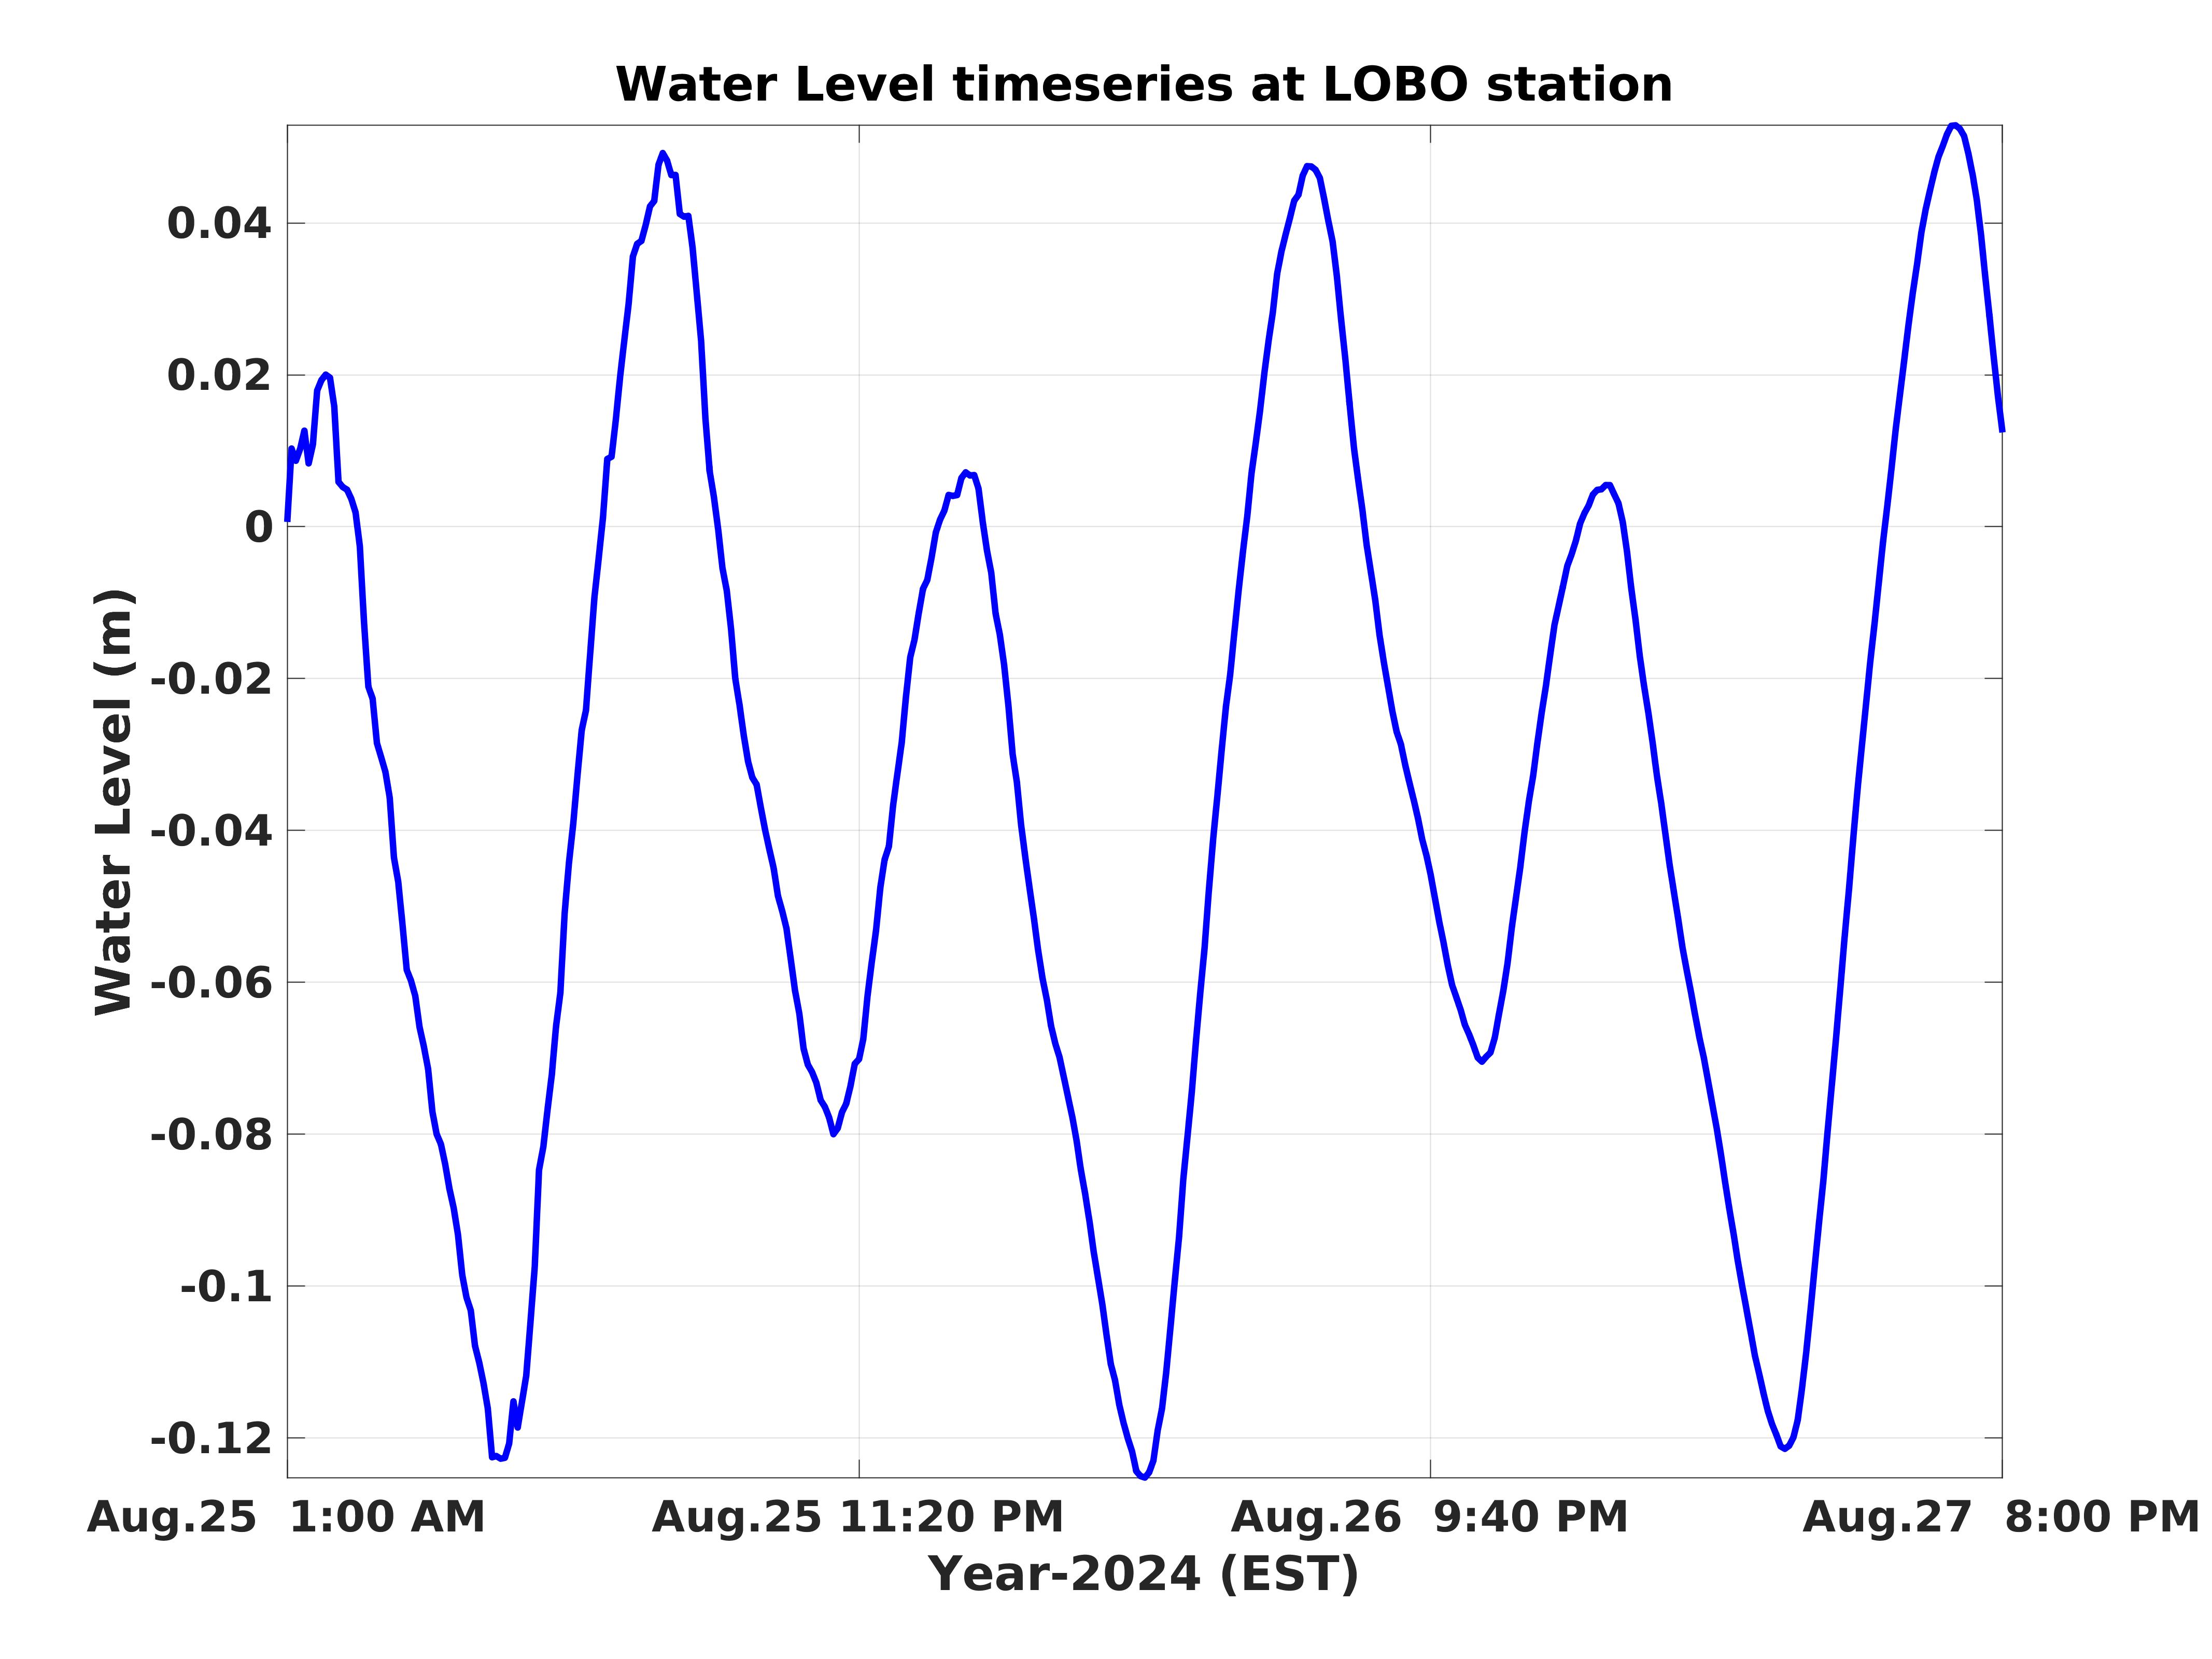 Water Level timeseries at LOBO station
Water Level (m)
0.04
0.02
0
-0.02
-0.04
-0.06
-0.08
-0.1
-0.12
Aug.25 1:00 AM
Aug.25 11:20 PM
Aug.26 9:40 PM
Aug.27 8:00 PM
Year-2024 (EST)